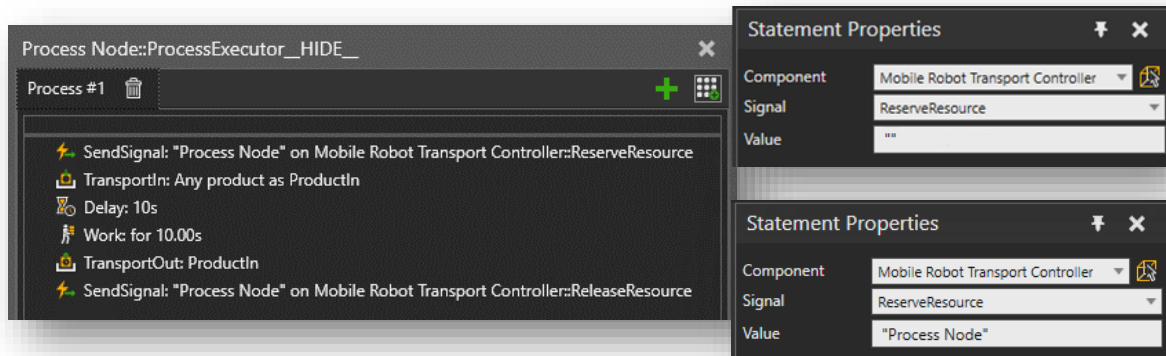 Process Node::ProcessExecutor__HIDE__
Process #1
SendSignal: "Process Node" on Mobile Robot Transport Controller::ReserveResource
TransportIn: Any product as ProductIn
Delay: 10s
Work: for 10.00s
TransportOut: ProductIn
SendSignal: "Process Node" on Mobile Robot Transport Controller::ReleaseResource
Statement Properties
Component Mobile Robot Transport Controller
Signal ReserveResource
Value ""
Statement Properties
Component Mobile Robot Transport Controller
Signal ReserveResource
Value "Process Node"